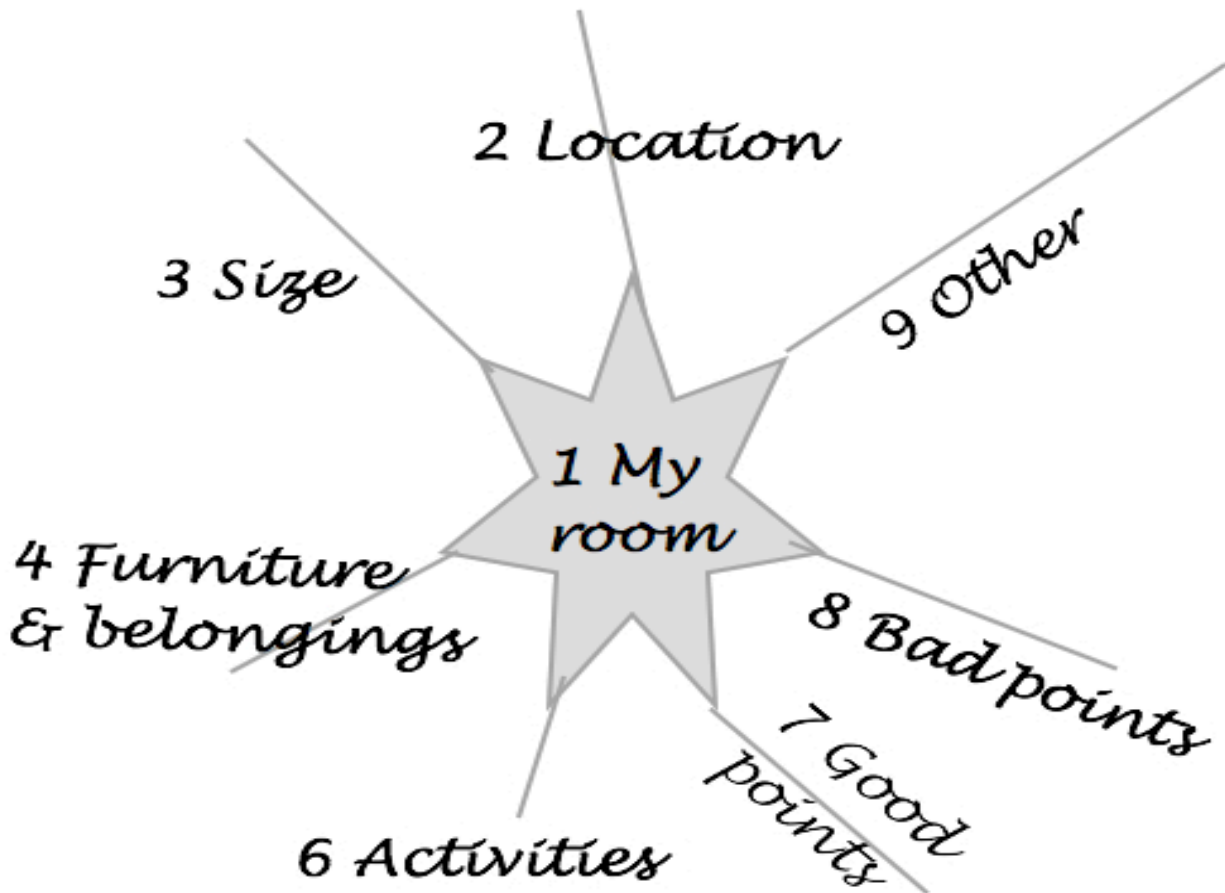 1 My
room
2 Location
3 Size
4 Furniture
& belongings
6 Activities
7 Good
points
8 Bad points
9 Other